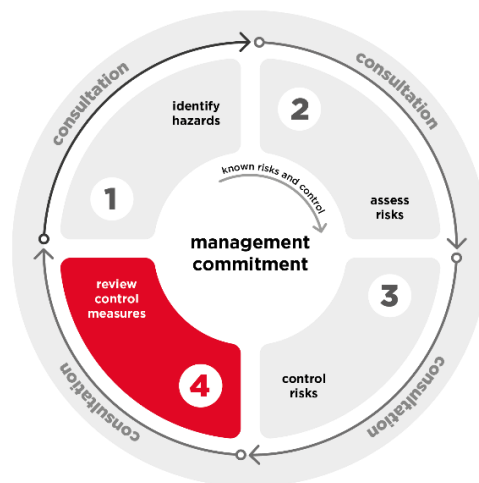 consultation
consultation
identify
hazards
2
1
known risks and control
assess
risks
management
commitment
review
control
measures
3
4
control
risks
consultation
consultation